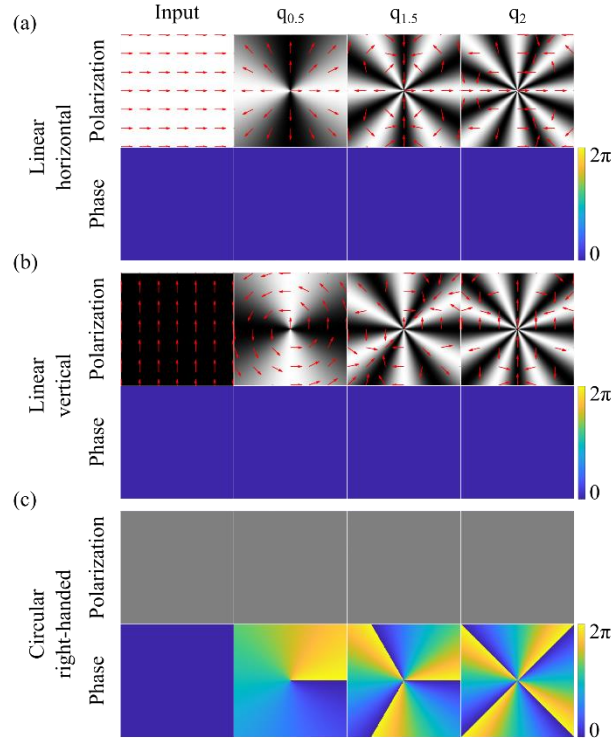 (a)
Input q0.5 q1.5 q2
Linear horizontal
Polarization
Phase
2π
0
(b)
Linear vertical
Polarization
Phase
2π
0
(c)
Circular right-handed
Polarization
Phase
2π
0